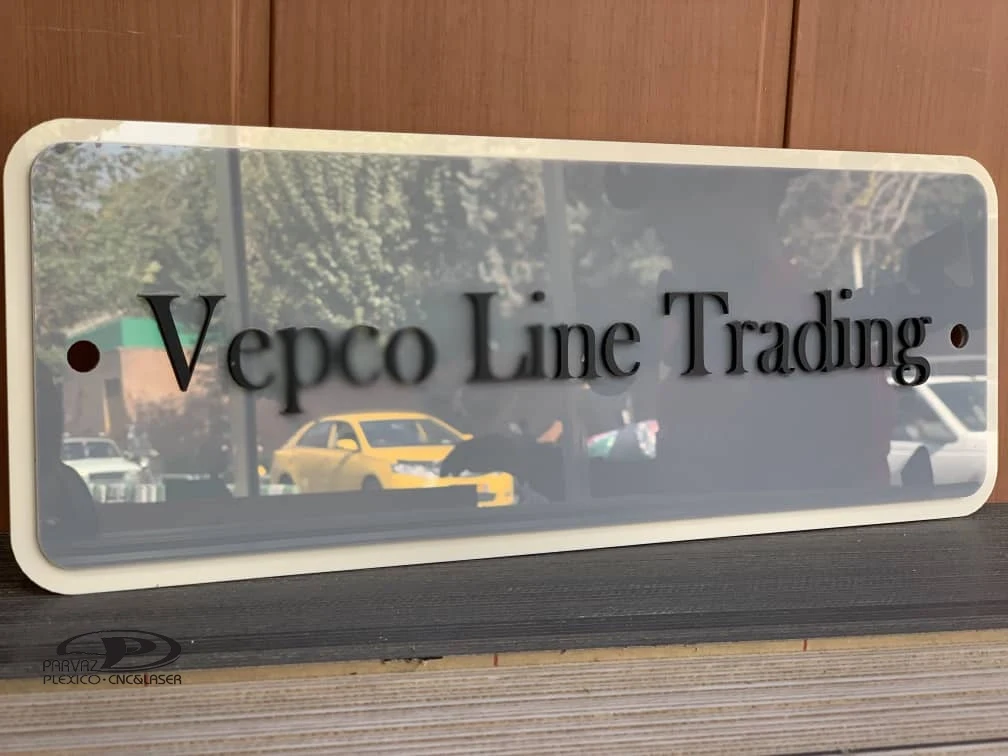 Vepco Line Trading
PARVAZ
PLEXICO · CNC&LASER